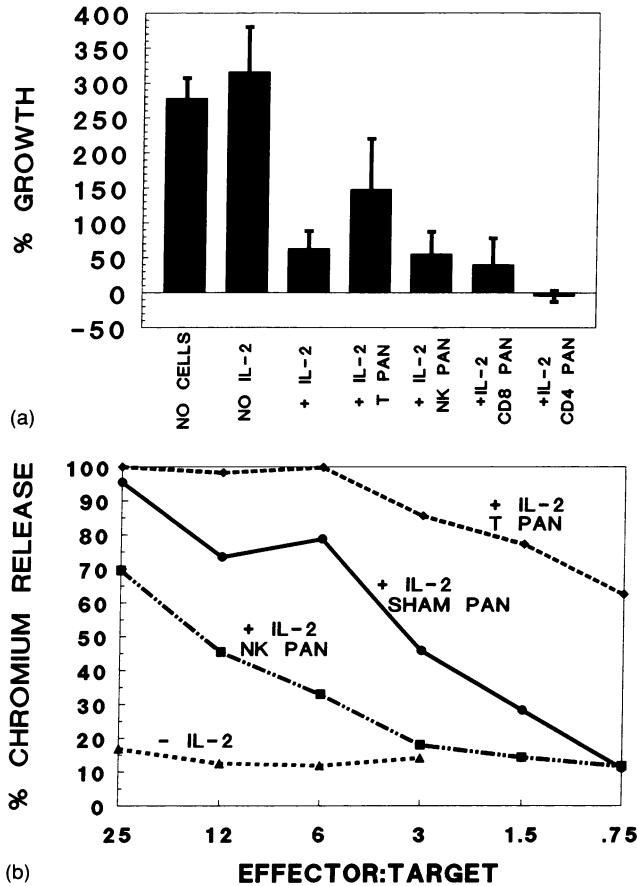 400
350
300
250
200
150
100
50
0
-50
% GROWTH
NO CELLS
NO IL-2
+ IL-2
+ IL-2
T PAN
+ IL-2
NK PAN
+IL-2
CD8 PAN
+IL-2
CD4 PAN
(a)
100
90
80
70
60
50
40
30
20
10
0
% CHROMIUM RELEASE
+ IL-2
T PAN
+ IL-2
SHAM PAN
+ IL-2
NK PAN
- IL-2
25 12 6 3 1.5 .75
EFFECTOR:TARGET
(b)